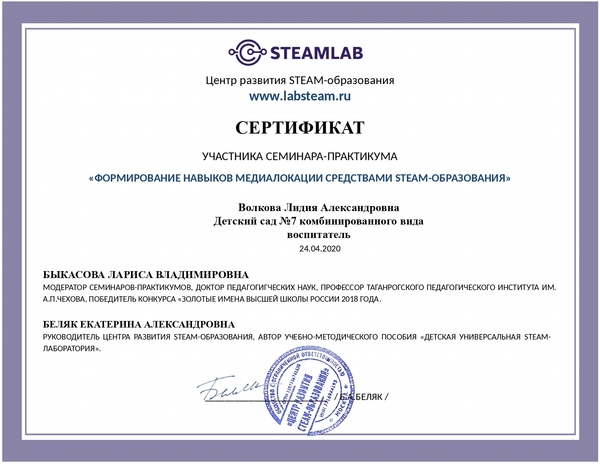 STEAMLAB
Центр развития STEAM-образования
www.labsteam.ru
СЕРТИФИКАТ
УЧАСТНИКА СЕМИНАРА-ПРАКТИКУМА
«ФОРМИРОВАНИЕ НАВЫКОВ МЕДИАЛОКАЦИИ СРЕДСТВАМИ STEAM-ОБРАЗОВАНИЯ»
Волкова Лидия Александровна
Детский сад №7 комбинированного вида
воспитатель
24.04.2020
БЫКАСОВА ЛАРИСА ВЛАДИМИРОВНА
МОДЕРАТОР СЕМИНАРОВ-ПРАКТИКУМОВ, ДОКТОР ПЕДАГОГИЧЕСКИХ НАУК, ПРОФЕССОР ТАГАНРОГСКОГО ПЕДАГОГИЧЕСКОГО ИНСТИТУТА ИМ.
А.П.ЧЕХОВА, ПОБЕДИТЕЛЬ КОНКУРСА «ЗОЛОТЫЕ ИМЕНА ВЫСШЕЙ ШКОЛЫ РОССИИ 2018 ГОДА.
БЕЛЯК ЕКАТЕРИНА АЛЕКСАНДРОВНА
РУКОВОДИТЕЛЬ ЦЕНТРА РАЗВИТИЯ STEAM-ОБРАЗОВАНИЯ, АВТОР УЧЕБНО-МЕТОДИЧЕСКОГО ПОСОБИЯ «ДЕТСКАЯ УНИВЕРСАЛЬНАЯ STEAM-
ЛАБОРАТОРИЯ».
/ Е.А.БЕЛЯК /
ОБЩЕСТВО С ОГРАНИЧЕННОЙ ОТВЕТСТВЕННОСТЬЮ
«ЦЕНТР РАЗВИТИЯ
STEAM-ОБРАЗОВАНИЯ»